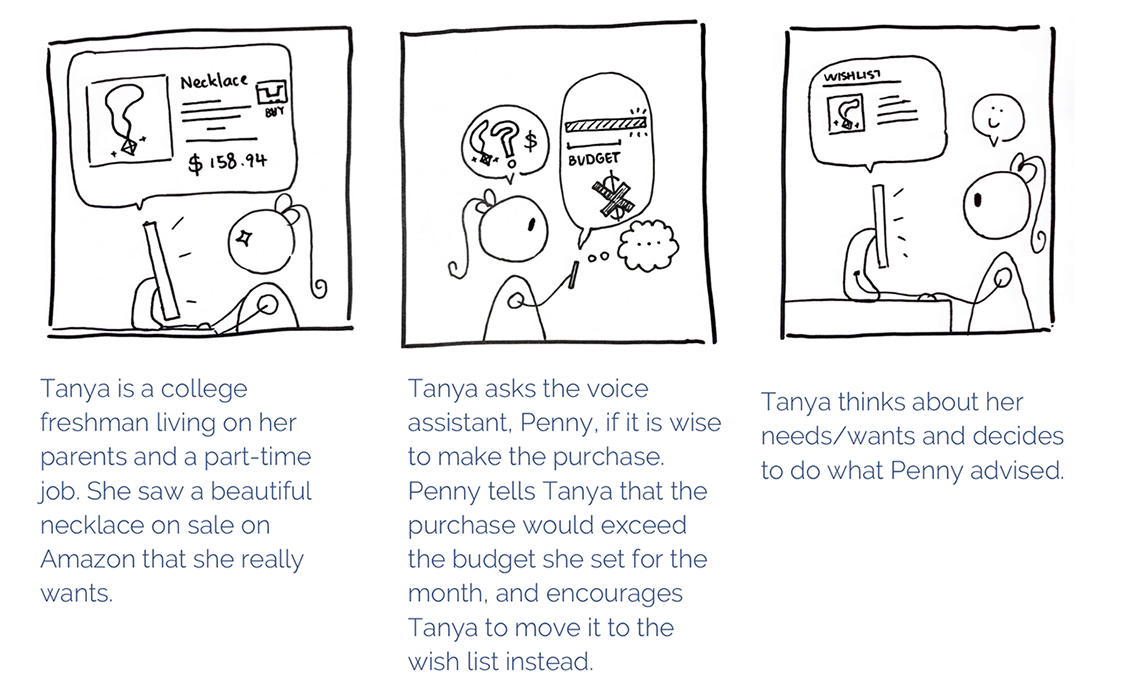 Necklace
BUY
$ 158.94
? $
BUDGET
$
...
WISHLIST
Tanya is a college
freshman living on her
parents and a part-time
job. She saw a beautiful
necklace on sale on
Amazon that she really
wants.
Tanya asks the voice
assistant, Penny, if it is wise
to make the purchase.
Penny tells Tanya that the
purchase would exceed
the budget she set for the
month, and encourages
Tanya to move it to the
wish list instead.
Tanya thinks about her
needs/wants and decides
to do what Penny advised.